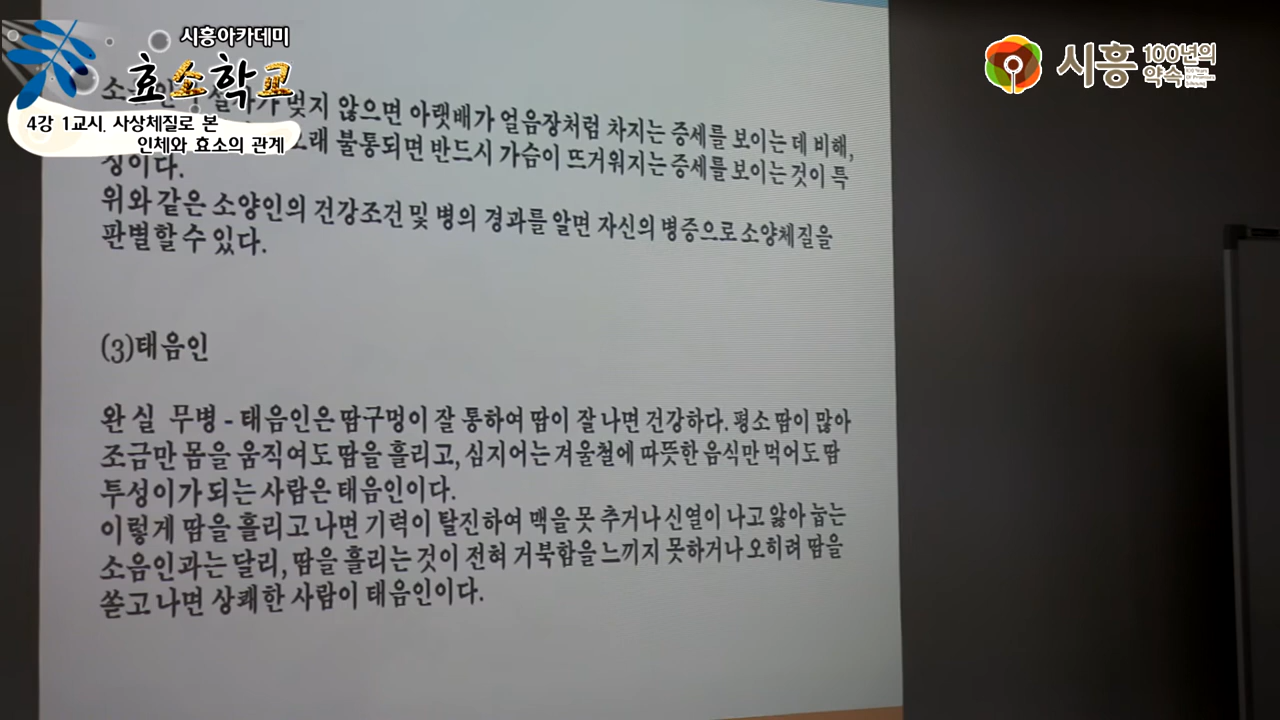 시흥아카데미
효소학교
4강 1교시. 사상체질로 본
인체와 효소의 관계
시흥 100년의
약속
멎지 않으면 아랫배가 얼음장처럼 차지는 증세를 보이는 데 비해,
불통되면 반드시 가슴이 뜨거워지는 증세를 보이는 것이 특
징이다.
위와 같은 소양인의 건강조건 및 병의 경과를 알면 자신의 병증으로 소양체질을
판별할 수 있다.
(3)태음인
완 실 무병 - 태음인은 땀구멍이 잘 통하여 땀이 잘 나면 건강하다. 평소 땀이 많아
조금만 몸을 움직여도 땀을 흘리고, 심지어는 겨울철에 따뜻한 음식만 먹어도 땀
투성이가 되는 사람은 태음인이다.
이렇게 땀을 흘리고 나면 기력이 탈진하여 맥을 못 추거나 신열이 나고 앓아 눕는
소음인과는 달리, 땀을 흘리는 것이 전혀 거북함을 느끼지 못하거나 오히려 땀을
쏟고 나면 상쾌한 사람이 태음인이다.